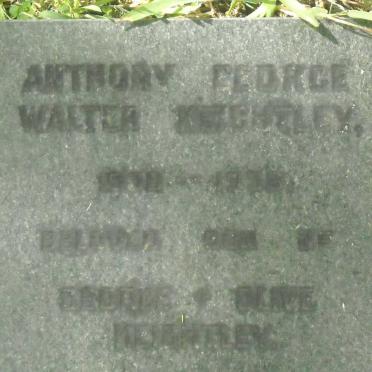 ANTHONY GEORGE
WALTER KEIGHTLEY,
BELOVED SON OF
GEORGE & OLIVE
KEIGHTLEY.